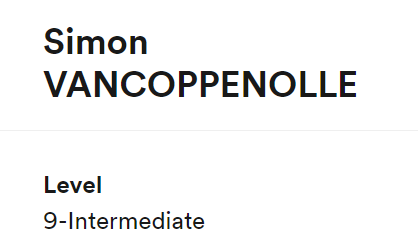 Simon
VANCOPPENOLLE
Level
9-Intermediate